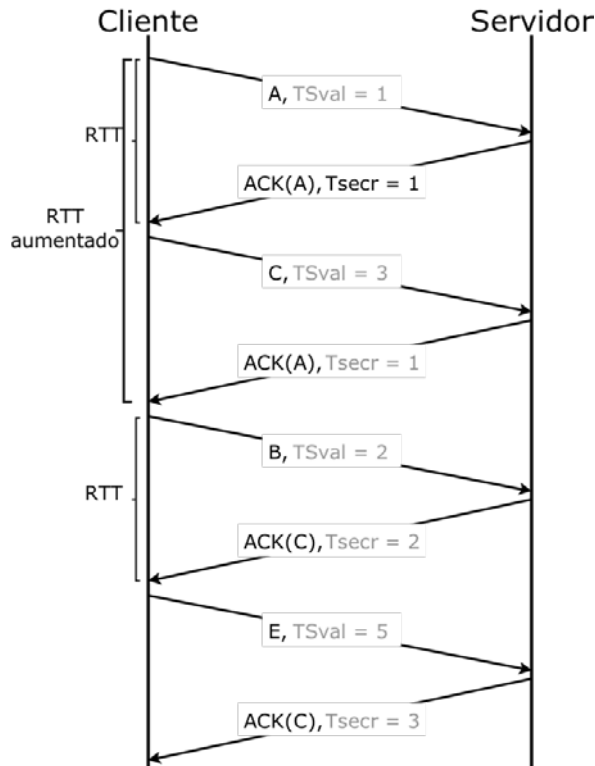 Cliente
Servidor
A, TSval = 1
RTT
ACK(A), Tsecr = 1
RTT
aumentado
C, TSval = 3
ACK(A), Tsecr = 1
B, TSval = 2
RTT
ACK(C), Tsecr = 2
E, TSval = 5
ACK(C), Tsecr = 3